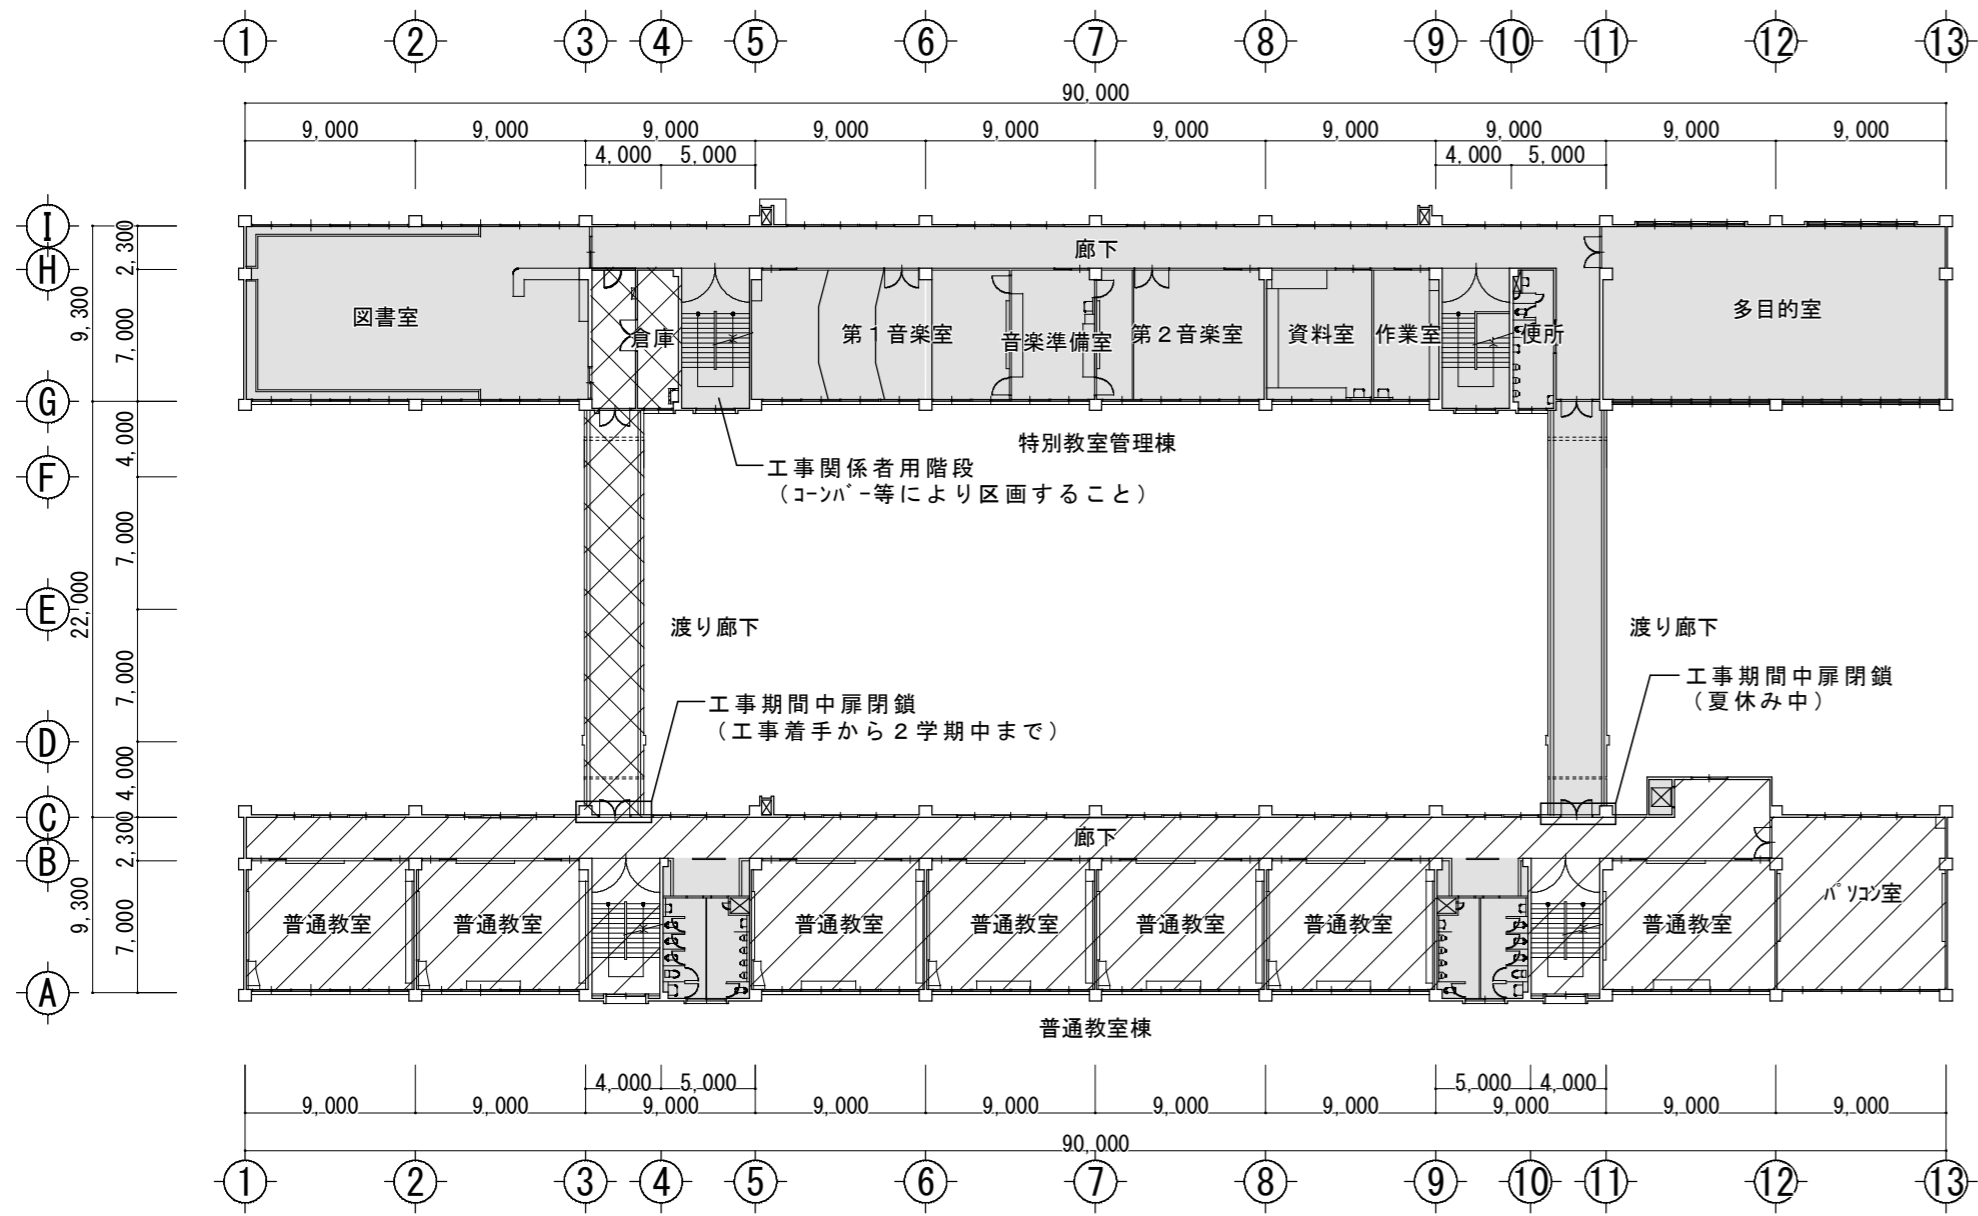 1 2 3 4 5 6 7 8 9 10 11 12 13
90,000
9,000 9,000 9,000 9,000 9,000 9,000 9,000 9,000 9,000 9,000
4,000 5,000 4,000 5,000
I
H
G
F
E
D
C
B
A
2,300
9,300
7,000
4,000
7,000
22,000
7,000
4,000
2,300
9,300
7,000
廊下
図書室
倉庫
第1音楽室
音楽準備室
第2音楽室
資料室
作業室
便所
多目的室
特別教室管理棟
工事関係者用階段
(コーンバー等により区画すること)
渡り廊下
渡り廊下
工事期間中扉閉鎖
(工事着手から2学期中まで)
工事期間中扉閉鎖
(夏休み中)
廊下
普通教室 普通教室 普通教室 普通教室 普通教室 普通教室 普通教室 パソコン室
普通教室棟
4,000 5,000 5,000 4,000
9,000 9,000 9,000 9,000 9,000 9,000 9,000 9,000 9,000 9,000
90,000
1 2 3 4 5 6 7 8 9 10 11 12 13